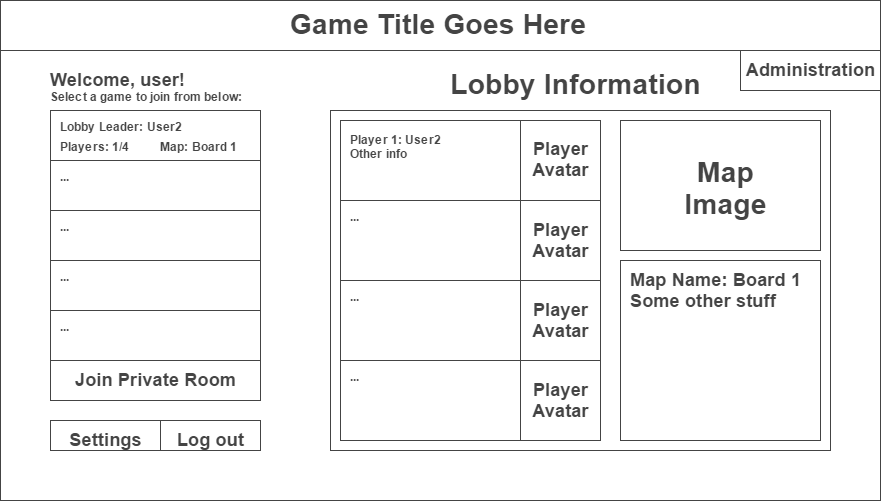 Game Title Goes Here
Administration
Welcome, user!
Select a game to join from below:
Lobby Leader: User2
Players: 1/4 Map: Board 1
...
...
...
...
Join Private Room
Settings Log out
Lobby Information
Player 1: User2
Other info
Player
Avatar
...
Player
Avatar
...
Player
Avatar
...
Player
Avatar
Map
Image
Map Name: Board 1
Some other stuff